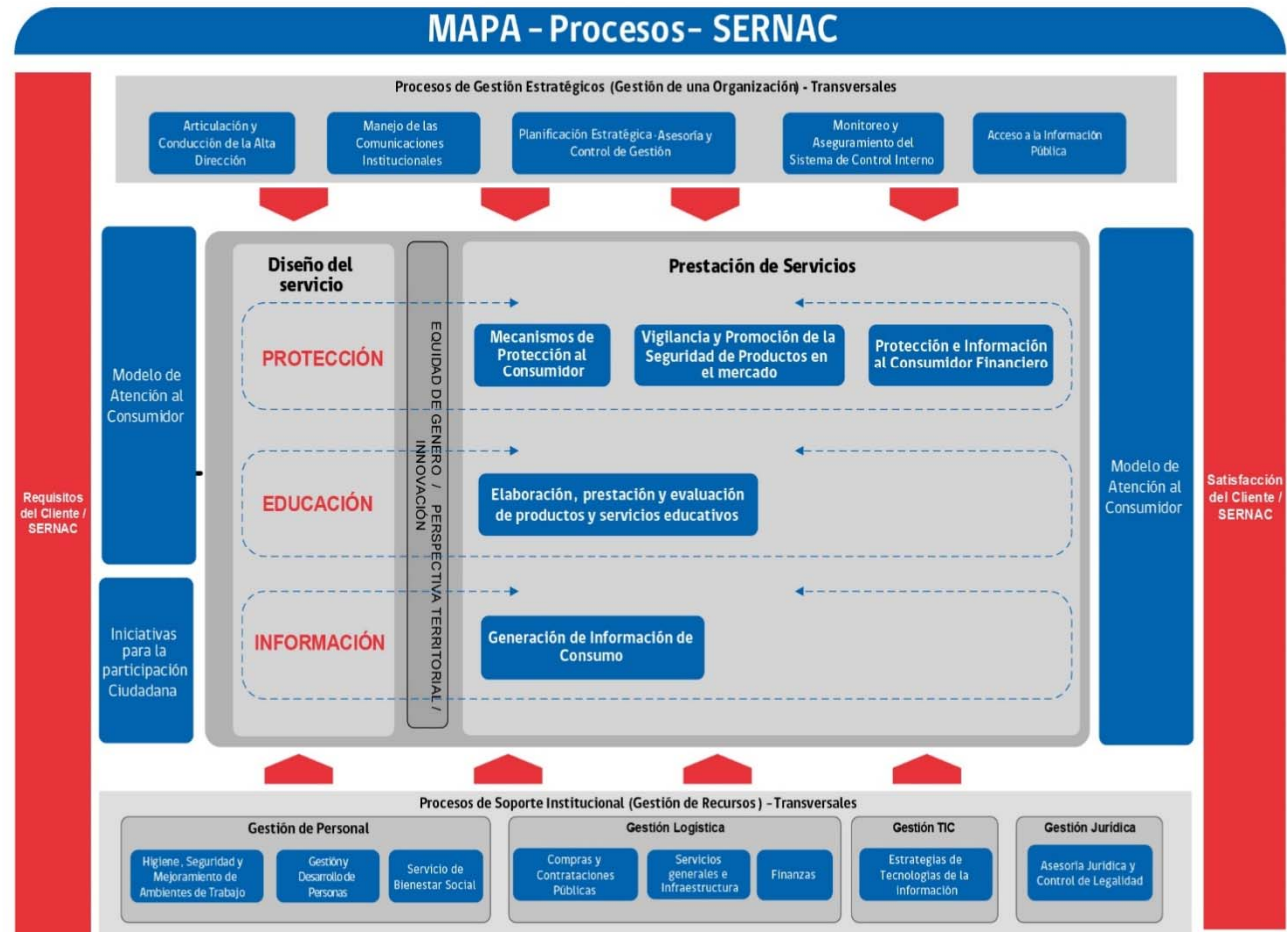 MAPA – Procesos– SERNAC
Procesos de Gestión Estratégicos (Gestión de una Organización) - Transversales
Articulación y
Conducción de la Alta
Dirección
Manejo de las
Comunicaciones
Institucionales
Planificación Estratégica - Asesoría y
Control de Gestión
Monitoreo y
Aseguramiento del
Sistema de Control Interno
Acceso a la Información
Pública
Requisitos
del Cliente /
SERNAC
Modelo de
Atención al
Consumidor
Iniciativas
para la
participación
Ciudadana
Diseño del
servicio
PROTECCIÓN
EDUCACIÓN
INFORMACIÓN
EQUIDAD DE GENERO / PERSPECTIVA TERRITORIAL /
INNOVACIÓN
Prestación de Servicios
Mecanismos de
Protección al
Consumidor
Vigilancia y Promoción de la
Seguridad de Productos en
el mercado
Protección e Información
al Consumidor Financiero
Elaboración, prestación y evaluación
de productos y servicios educativos
Generación de Información de
Consumo
Modelo de
Atención al
Consumidor
Satisfacción
del Cliente /
SERNAC
Procesos de Soporte Institucional (Gestión de Recursos ) – Transversales
Gestión de Personal
Higiene, Seguridad y
Mejoramiento de
Ambientes de Trabajo
Gestión y
Desarrollo de
Personas
Servicio de
Bienestar Social
Gestión Logística
Compras y
Contrataciones
Públicas
Servicios
generales e
Infraestructura
Finanzas
Gestión TIC
Estrategias de
Tecnologías de la
información
Gestión Jurídica
Asesoría Jurídica y
Control de Legalidad